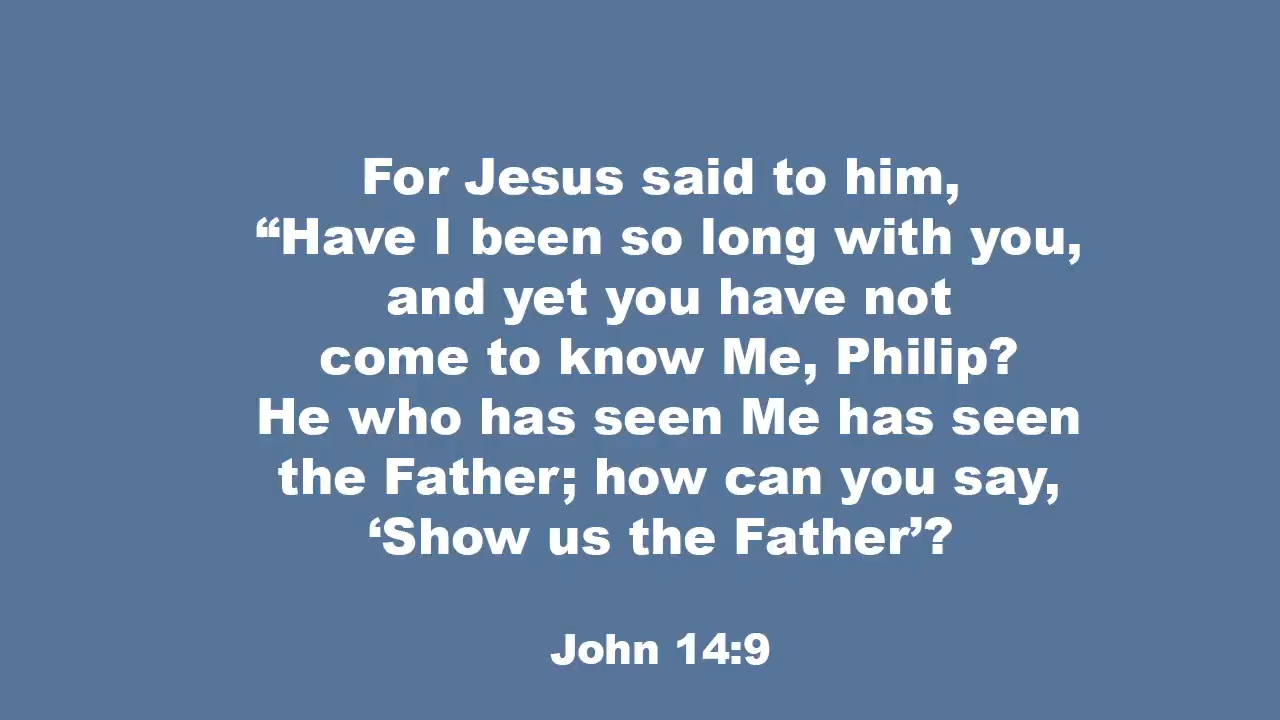 For Jesus said to him,
“Have I been so long with you,
and yet you have not
come to know Me, Philip?
He who has seen Me has seen
the Father; how can you say,
‘Show us the Father’?
John 14:9